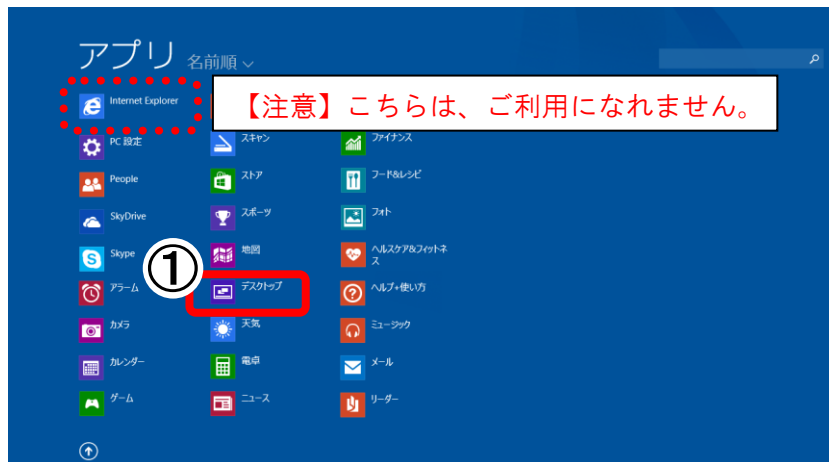 アプリ 名前順
Internet Explorer
【注意】こちらは、ご利用になれません。
PC 設定
People
SkyDrive
Skype
アラーム
カメラ
カレンダー
ゲーム
スキャン
ストア
スポーツ
地図
①
デスクトップ
天気
電卓
ニュース
ファイナンス
フード&レシピ
フォト
ヘルスケア&フィットネ
ス
ヘルプ+使い方
ミュージック
メール
リーダー